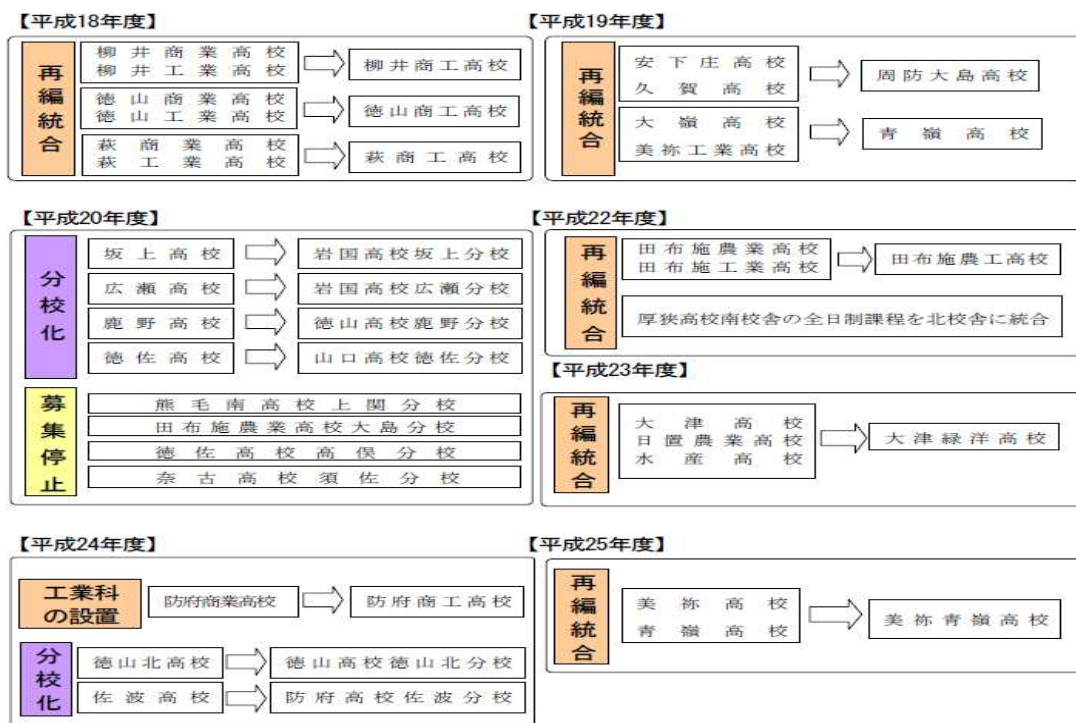 【平成18年度】
再編統合
柳井商業高校
柳井工業高校
柳井商工高校
徳山商業高校
徳山工業高校
徳山商工高校
萩商業高校
萩工業高校
萩商工高校
【平成19年度】
再編統合
安下庄高校
久賀高校
周防大島高校
大嶺高校
美祢工業高校
青嶺高校
【平成20年度】
分校化
坂上高校
岩国高校坂上分校
広瀬高校
岩国高校広瀬分校
鹿野高校
徳山高校鹿野分校
徳佐高校
山口高校徳佐分校
募集停止
熊毛南高校上関分校
田布施農業高校大島分校
徳佐高校高俣分校
奈古高校須佐分校
【平成22年度】
再編統合
田布施農業高校
田布施工業高校
田布施農工高校
厚狭高校南校舎の全日制課程を北校舎に統合
【平成23年度】
再編統合
大津高校
日置農業高校
水産高校
大津緑洋高校
【平成24年度】
工業科
の設置
防府商業高校
防府商工高校
分校化
徳山北高校
徳山高校徳山北分校
佐波高校
防府高校佐波分校
【平成25年度】
再編統合
美祢高校
青嶺高校
美祢青嶺高校